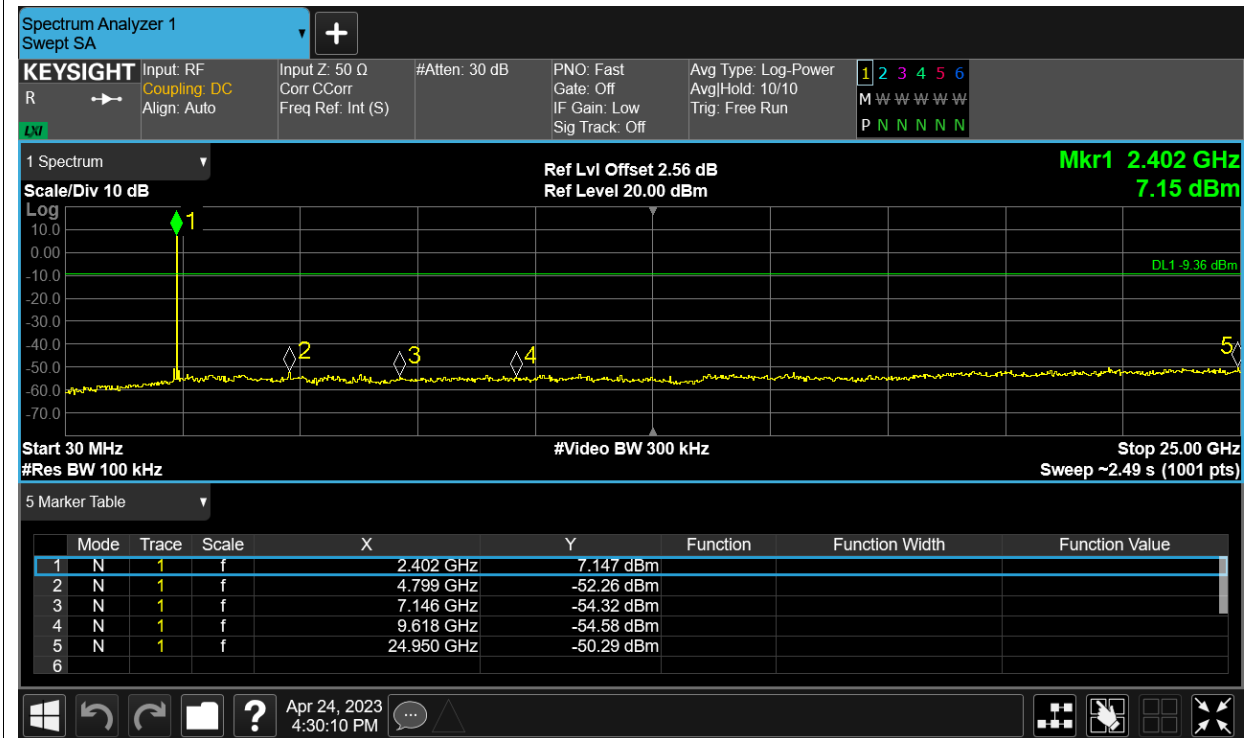 Spectrum Analyzer 1
Swept SA
KEYSIGHT
R
LXI
Input: RF
Coupling: DC
Align: Auto
Input Z: 50 Ω
Corr CCorr
Freq Ref: Int (S)
#Atten: 30 dB
PNO: Fast
Gate: Off
IF Gain: Low
Sig Track: Off
Avg Type: Log-Power
Avg|Hold: 10/10
Trig: Free Run
1 2 3 4 5 6
M W W W W W
P N N N N N
1 Spectrum
Scale/Div 10 dB
Ref Lvl Offset 2.56 dB
Ref Level 20.00 dBm
Mkr1 2.402 GHz
7.15 dBm
Log
10.0
0.00
-10.0
-20.0
-30.0
-40.0
-50.0
-60.0
-70.0
1
DL1 -9.36 dBm
2
3
4
5
Start 30 MHz
#Res BW 100 kHz
#Video BW 300 kHz
Stop 25.00 GHz
Sweep ~2.49 s (1001 pts)
5 Marker Table
Mode Trace Scale X Y Function Function Width Function Value
1 N 1 f 2.402 GHz 7.147 dBm
2 N 1 f 4.799 GHz -52.26 dBm
3 N 1 f 7.146 GHz -54.32 dBm
4 N 1 f 9.618 GHz -54.58 dBm
5 N 1 f 24.950 GHz -50.29 dBm
6
?
Apr 24, 2023
4:30:10 PM